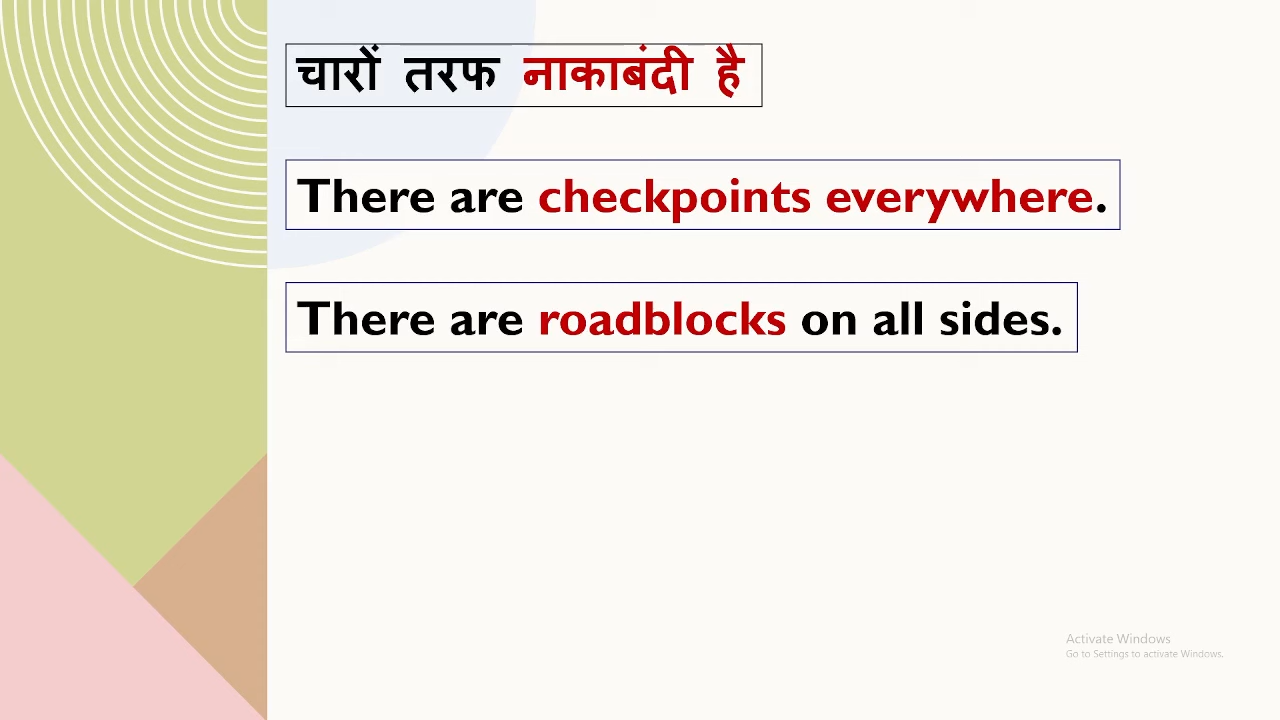 चारों तरफ नाकाबंदी है
There are checkpoints everywhere.
There are roadblocks on all sides.
Activate Windows
Go to Settings to activate Windows.